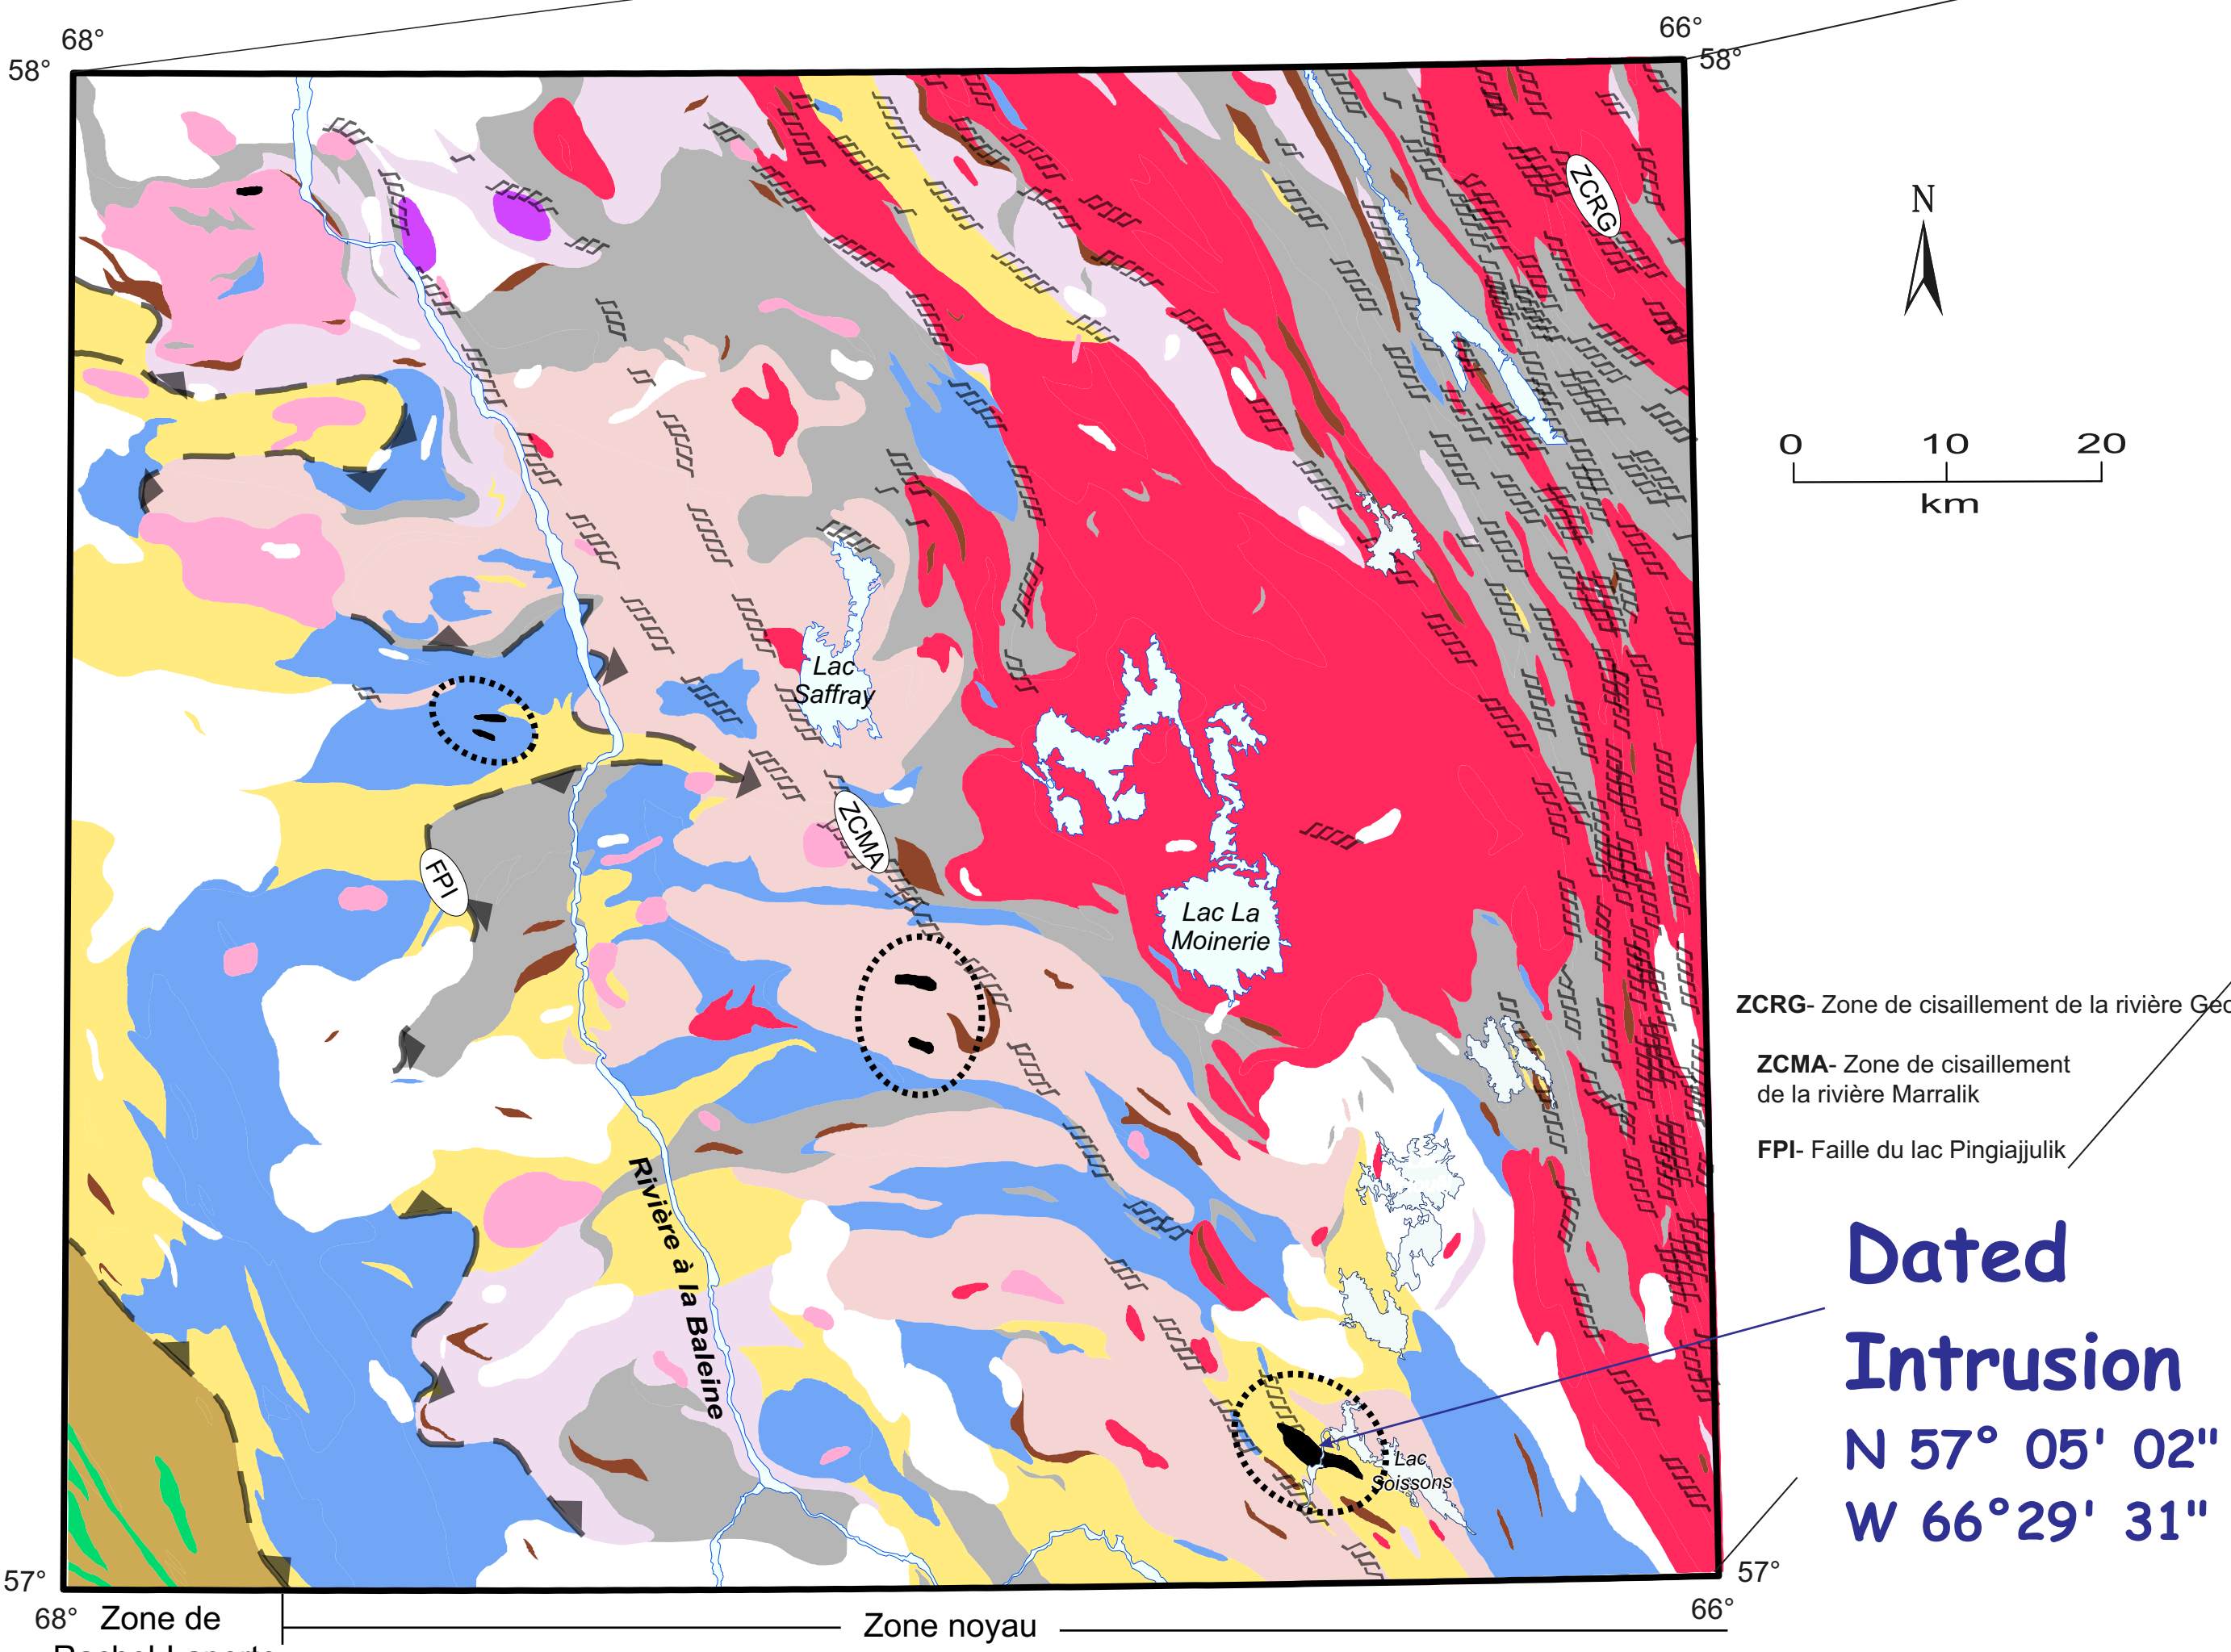 68°
66°
58°
58°
ZCRG
N
0 10 20
km
Lac
Saffray
ZCMA
FPI
Lac La
Moinerie
ZCRG- Zone de cisaillement de la rivière
ZCMA- Zone de cisaillement
de la rivière Marralik
FPI- Faille du lac Pingiajjulik
Rivière à la Baleine
Dated
Intrusion
N 57° 05' 02"
W 66°29' 31"
Lac
Soissons
57°
57°
68°
66°
Zone de
Zone noyau